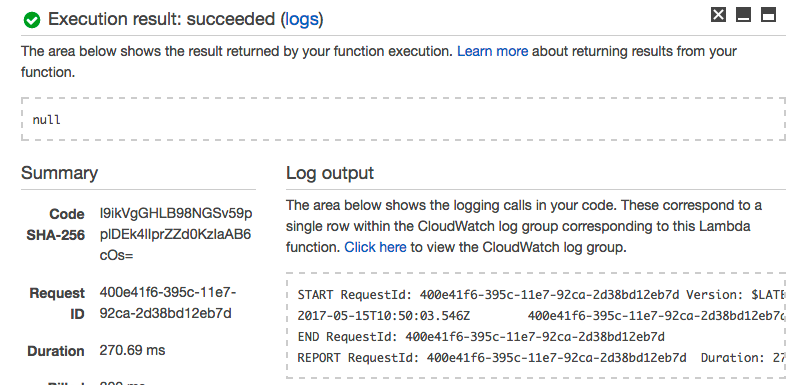 Execution result: succeeded (logs)
The area below shows the result returned by your function execution. Learn more about returning results from your
function.
null
Summary
Code SHA-256
I9ikVgGHLB98NGSv59p
plDEk4lIprZZd0KzlaAB6
cOs=
Request ID
400e41f6-395c-11e7-
92ca-2d38bd12eb7d
Duration
270.69 ms
Log output
The area below shows the logging calls in your code. These correspond to a
single row within the CloudWatch log group corresponding to this Lambda
function. Click here to view the CloudWatch log group.
START RequestId: 400e41f6-395c-11e7-92ca-2d38bd12eb7d Version: $LATE
2017-05-15T10:50:03.546Z 400e41f6-395c-11e7-92ca-2d38bd12eb7d
END RequestId: 400e41f6-395c-11e7-92ca-2d38bd12eb7d
REPORT RequestId: 400e41f6-395c-11e7-92ca-2d38bd12eb7d Duration: 27